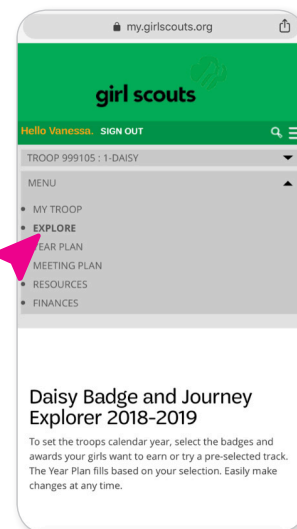 my.girlscouts.org
girl scouts
Hello Vanessa. SIGN OUT
TROOP 999105 : 1-DAISY
MENU
MY TROOP
EXPLORE
YEAR PLAN
MEETING PLAN
RESOURCES
FINANCES
Daisy Badge and Journey
Explorer 2018-2019
To set the troops calendar year, select the badges and
awards your girls want to earn or try a pre-selected track.
The Year Plan fills based on your selection. Easily make
changes at any time.